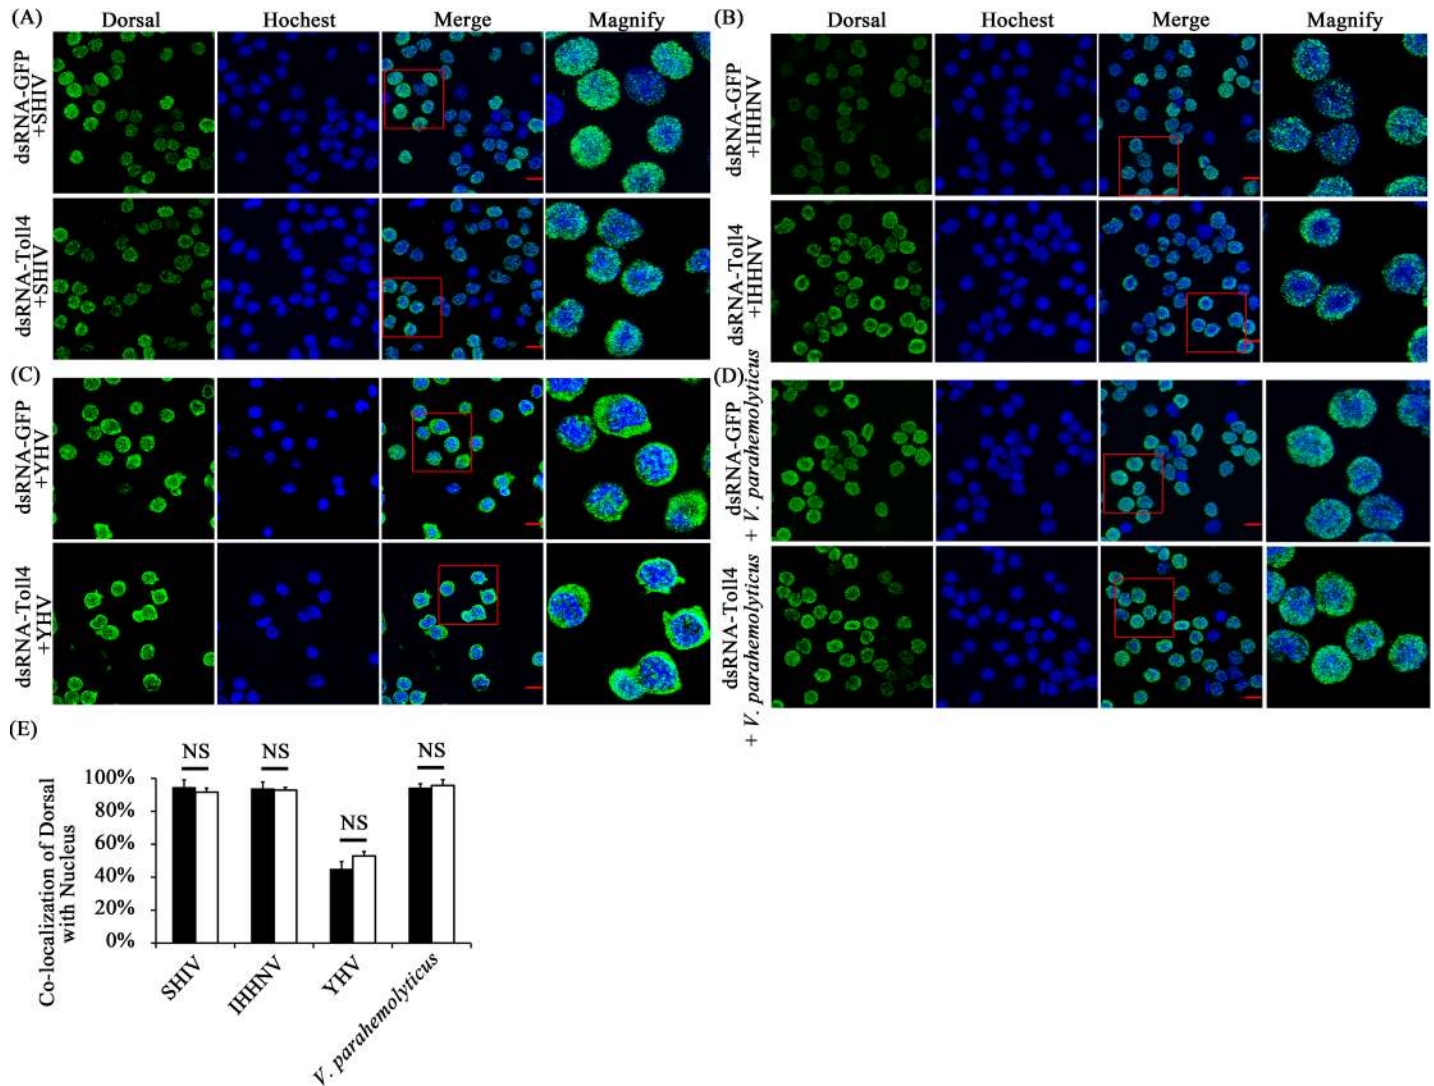 (A)
Dorsal Hochest Merge Magnify
dsRNA-GFP
+SHIV
dsRNA-Toll4
+SHIV
(B)
Dorsal Hochest Merge Magnify
dsRNA-GFP
+IHHNV
dsRNA-Toll4
+IHHNV
(C)
dsRNA-GFP
+YHV
dsRNA-Toll4
+YHV
(D)
dsRNA-GFP
+ V. parahemolyticus
dsRNA-Toll4
+ V. parahemolyticus
(E)
Co-localization of Dorsal
with Nucleus
100%
80%
60%
40%
20%
0%
NS
NS
NS
NS
SHIV
IHHNV
YHV
V. parahemolyticus